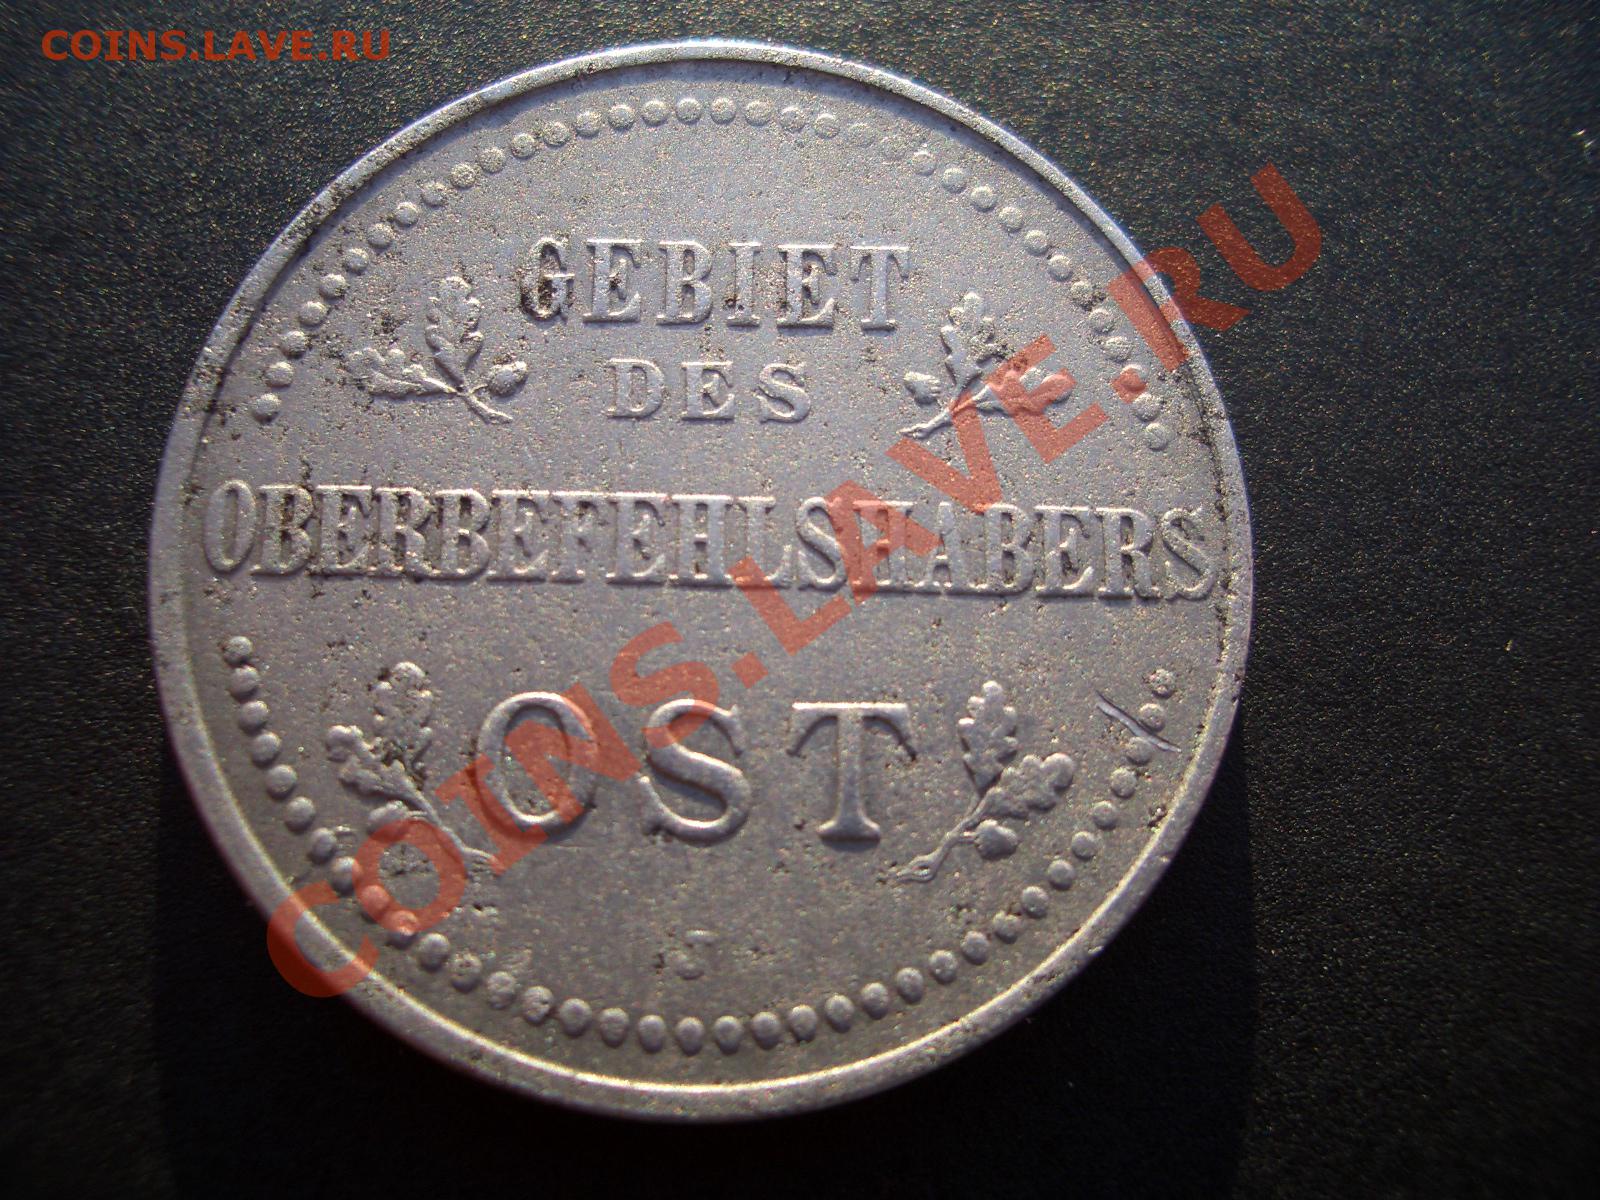 COINS.LAVE.RU
GEBIET
DES
OBERBEFEHLSHABERS
OST
J
COINS.LAVE.RU